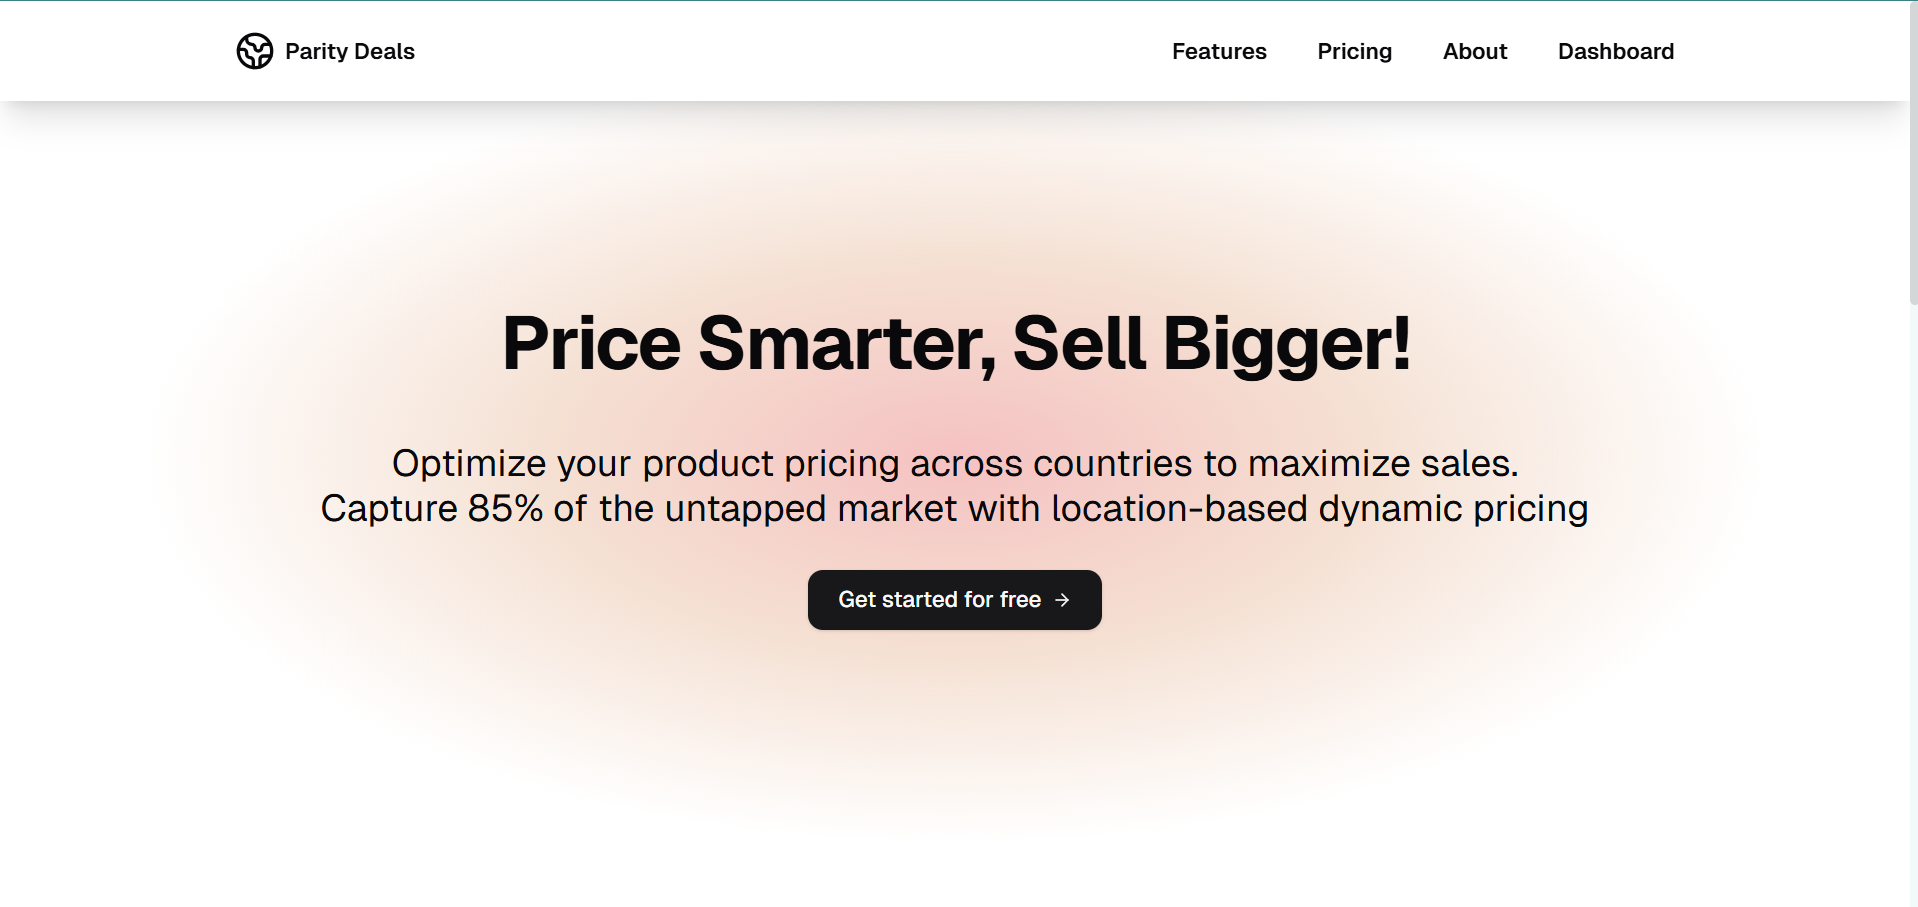 Parity Deals
Features Pricing About Dashboard
Price Smarter, Sell Bigger!
Optimize your product pricing across countries to maximize sales.
Capture 85% of the untapped market with location-based dynamic pricing
Get started for free →